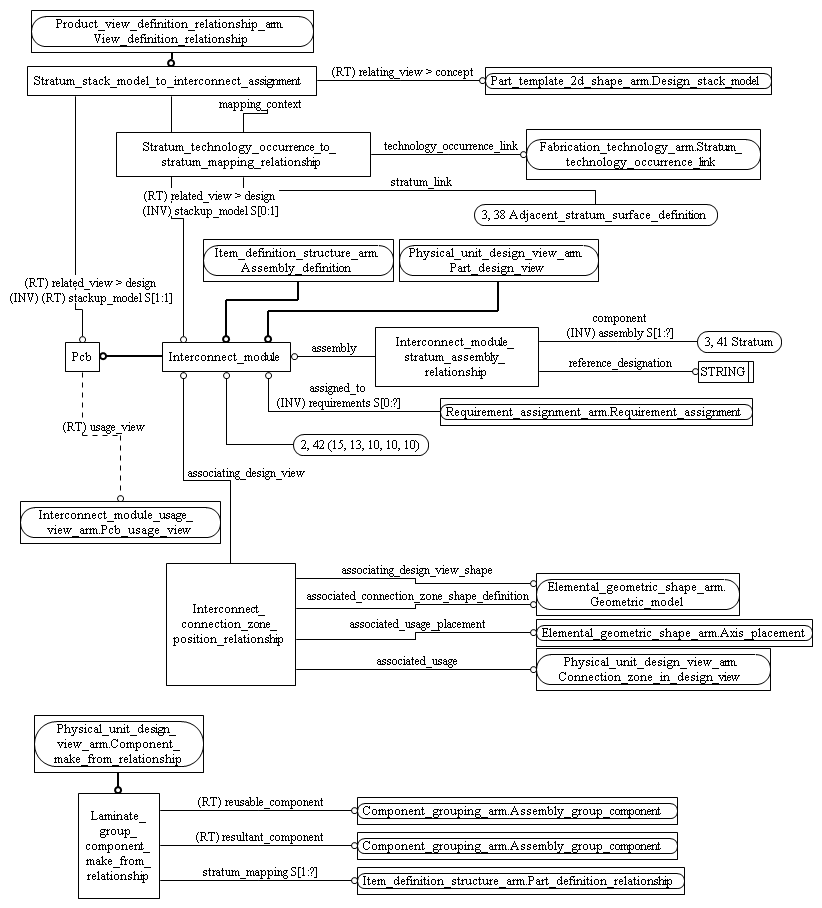 Product_view_definition_relationship_arm.
View_definition_relationship
Stratum_stack_model_to_interconnect_assignment
(RT) relating_view > concept
Part_template_2d_shape_arm.Design_stack_model
mapping_context
Stratum_technology_occurrence_to_
stratum_mapping_relationship
technology_occurrence_link
Fabrication_technology_arm.Stratum_
technology_occurrence_link
stratum_link
(RT) related_view > design
(INV) stackup_model S[0:1]
3, 38 Adjacent_stratum_surface_definition
Item_definition_structure_arm.
Assembly_definition
Physical_unit_design_view_arm.
Part_design_view
(RT) related_view > design
(INV) (RT) stackup_model S[1:1]
component
(INV) assembly S[1:?]
Pcb
Interconnect_module
assembly
Interconnect_module_
stratum_assembly_
relationship
3, 41 Stratum
reference_designation
STRING
assigned_to
(INV) requirements S[0:?]
Requirement_assignment_arm.Requirement_assignment
(RT) usage_view
2, 42 (15, 13, 10, 10, 10)
associating_design_view
Interconnect_module_usage_
view_arm.Pcb_usage_view
Interconnect_
connection_zone_
position_relationship
associating_design_view_shape
associated_connection_zone_shape_definition
Elemental_geometric_shape_arm.
Geometric_model
associated_usage_placement
Elemental_geometric_shape_arm.Axis_placement
associated_usage
Physical_unit_design_view_arm.
Connection_zone_in_design_view
Physical_unit_design_
view_arm.Component_
make_from_relationship
Laminate_
group_
component_
make_from_
relationship
(RT) reusable_component
Component_grouping_arm.Assembly_group_component
(RT) resultant_component
Component_grouping_arm.Assembly_group_component
stratum_mapping S[1:?]
Item_definition_structure_arm.Part_definition_relationship